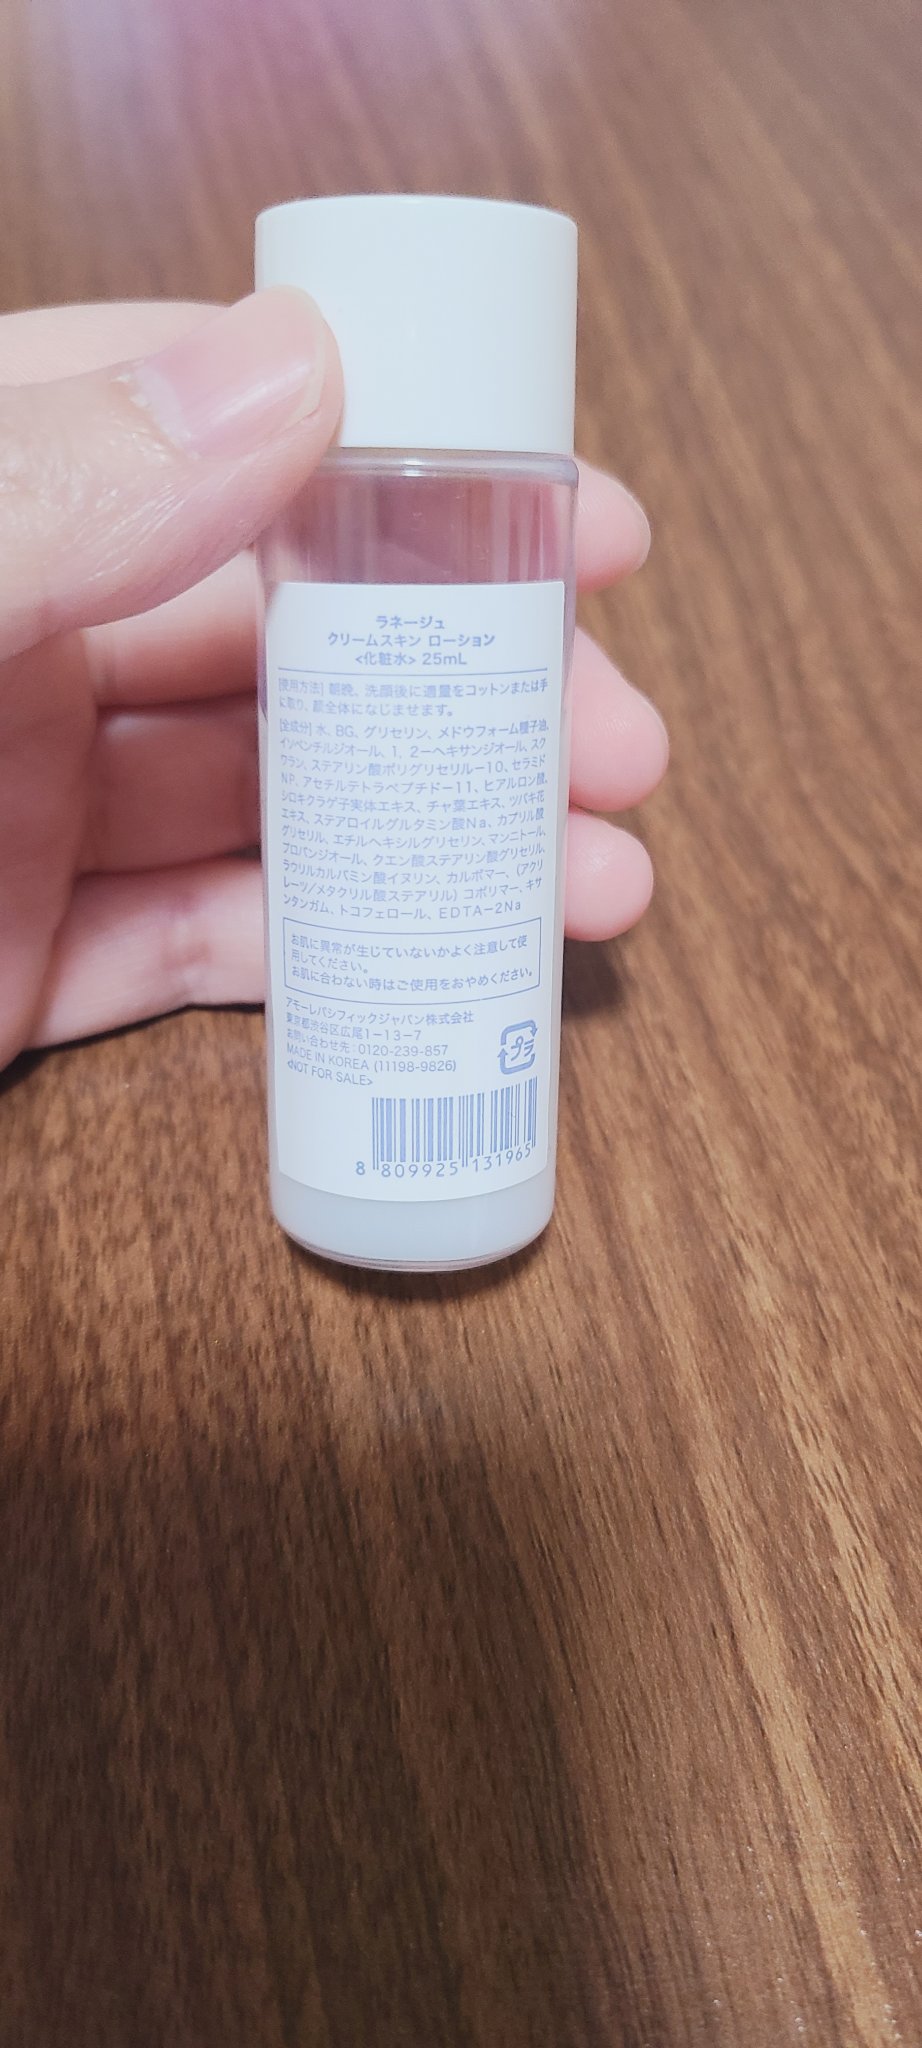 ラネージュ
クリームスキン ローション
<化粧水> 25mL
[使用方法] 朝晩、洗顔後に適量をコットンまたは手
に取り、顔全体になじませます。
[全成分] 水、BG、グリセリン、メドウフォーム種子油、
イソペンチルジオール、1，2ーヘキサンジオール、スク
ワラン、ステアリン酸ポリグリセリルー10、セラミド
NP、アセチルテトラペプチドー11、ヒアルロン酸、
シロキクラゲ子実体エキス、チャ葉エキス、ツバキ花
エキス、ステアロイルグルタミン酸Na、カプリル酸
グリセリル、エチルヘキシルグリセリン、マンニトール、
プロパンジオール、クエン酸ステアリン酸グリセリル、
ラウリルカルバミン酸イヌリン、カルボマー、（アクリ
レーツ/メタクリル酸ステアリル）コポリマー、キサ
ンタンガム、トコフェロール、EDTAー2Na
お肌に異常が生じていないかよく注意して使
用してください。
お肌に合わない時はご使用をおやめください。
アモーレパシフィックジャパン株式会社
東京都渋谷区広尾1ー13ー7
お問い合わせ先：0120-239-857
MADE IN KOREA (11198-9826)
<NOT FOR SALE>
プラ
8 809925 131965